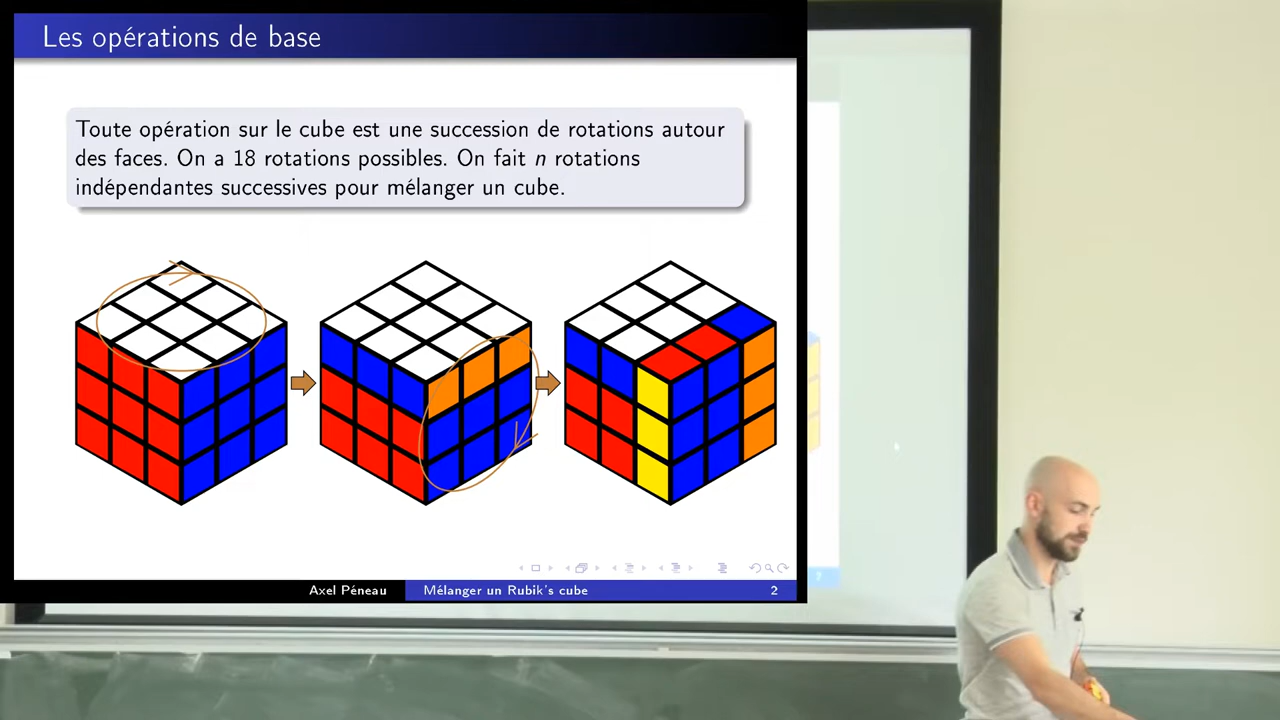 Les opérations de base
Toute opération sur le cube est une succession de rotations autour
des faces. On a 18 rotations possibles. On fait n rotations
indépendantes successives pour mélanger un cube.
Axel Péneau
Mélanger un Rubik's cube
2